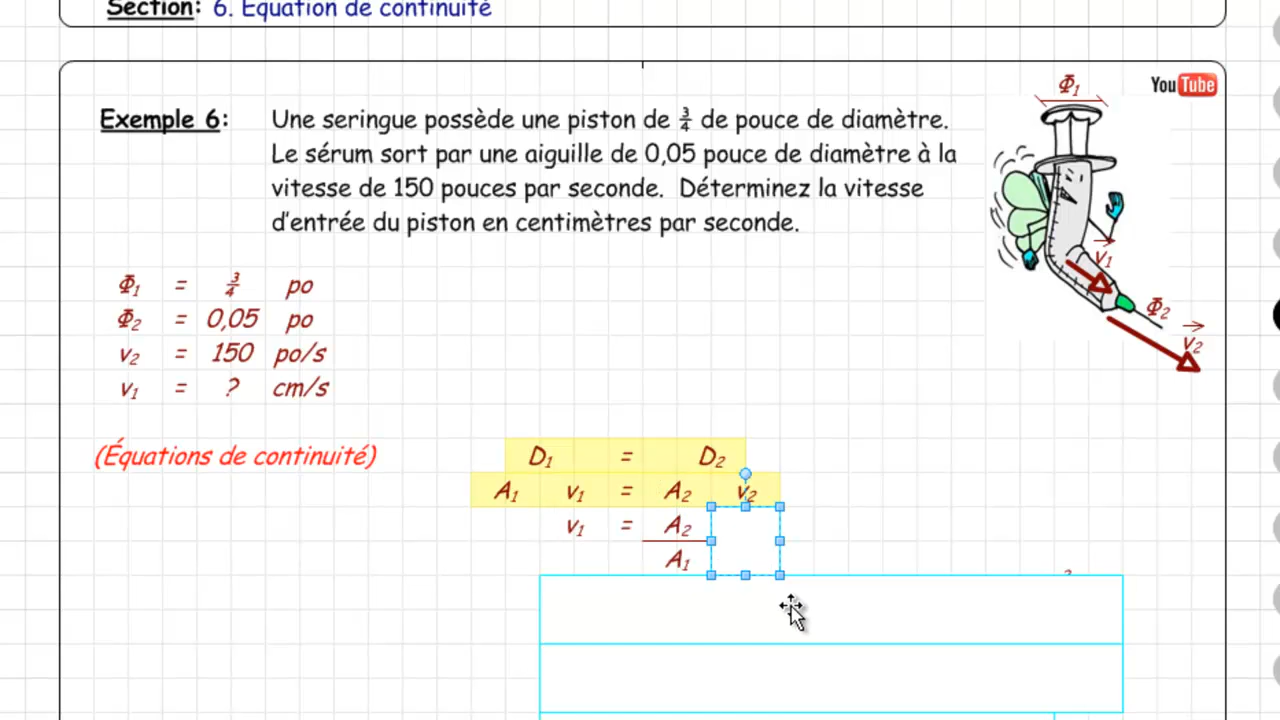 Section: 6. Équation de continuité
Φ1
YouTube
Exemple 6: Une seringue possède une piston de 3/4 de pouce de diamètre.
Le sérum sort par une aiguille de 0,05 pouce de diamètre à la
vitesse de 150 pouces par seconde. Déterminez la vitesse
d'entrée du piston en centimètres par seconde.
v1
Φ2
v2
Φ1 = 3/4 po
Φ2 = 0,05 po
v2 = 150 po/s
v1 = ? cm/s
(Équations de continuité) D1 = D2
A1 v1 = A2 v2
v1 = A2
A1